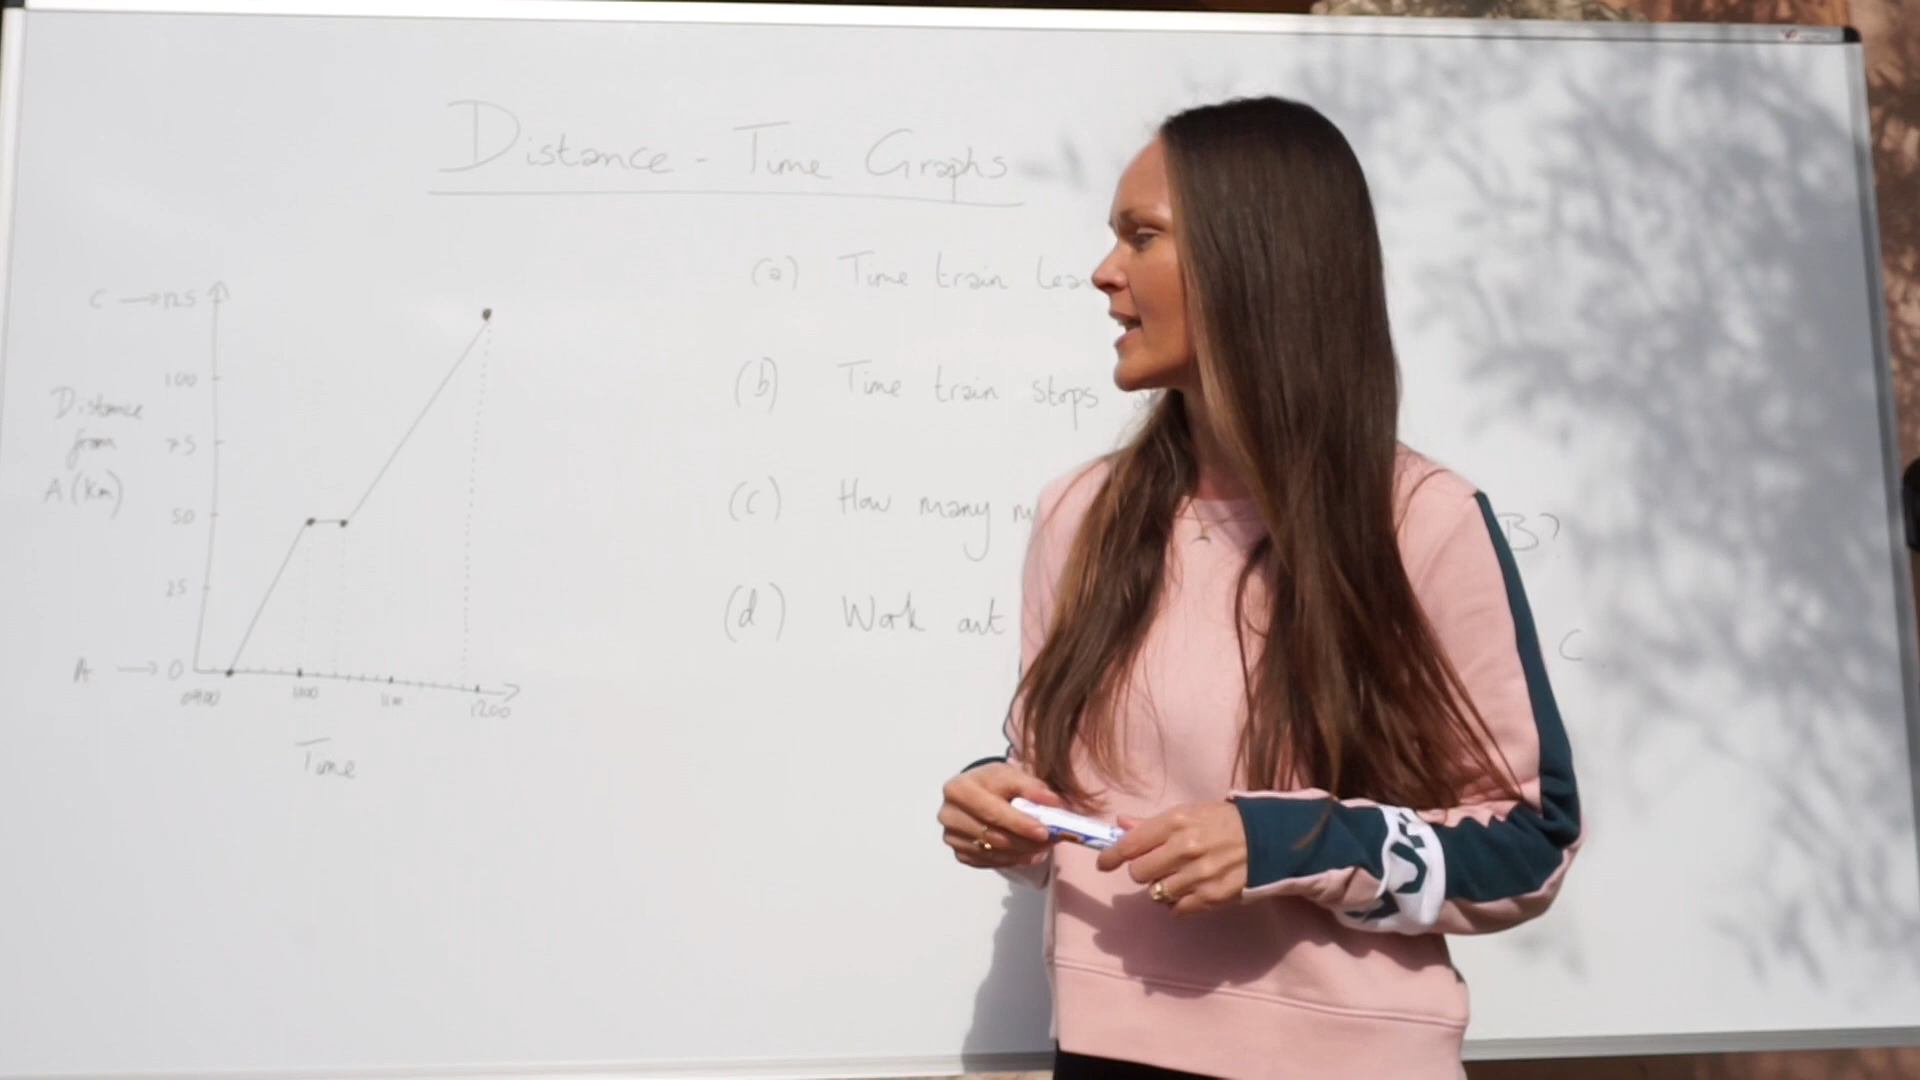 Distance - Time Graphs
(a) Time train
(b) Time train stops
(c) How many B?
(d) Work out C
C → 125
100
75
50
25
A → 0
Distance
from
A (km)
0900 1000 1100 1200
Time